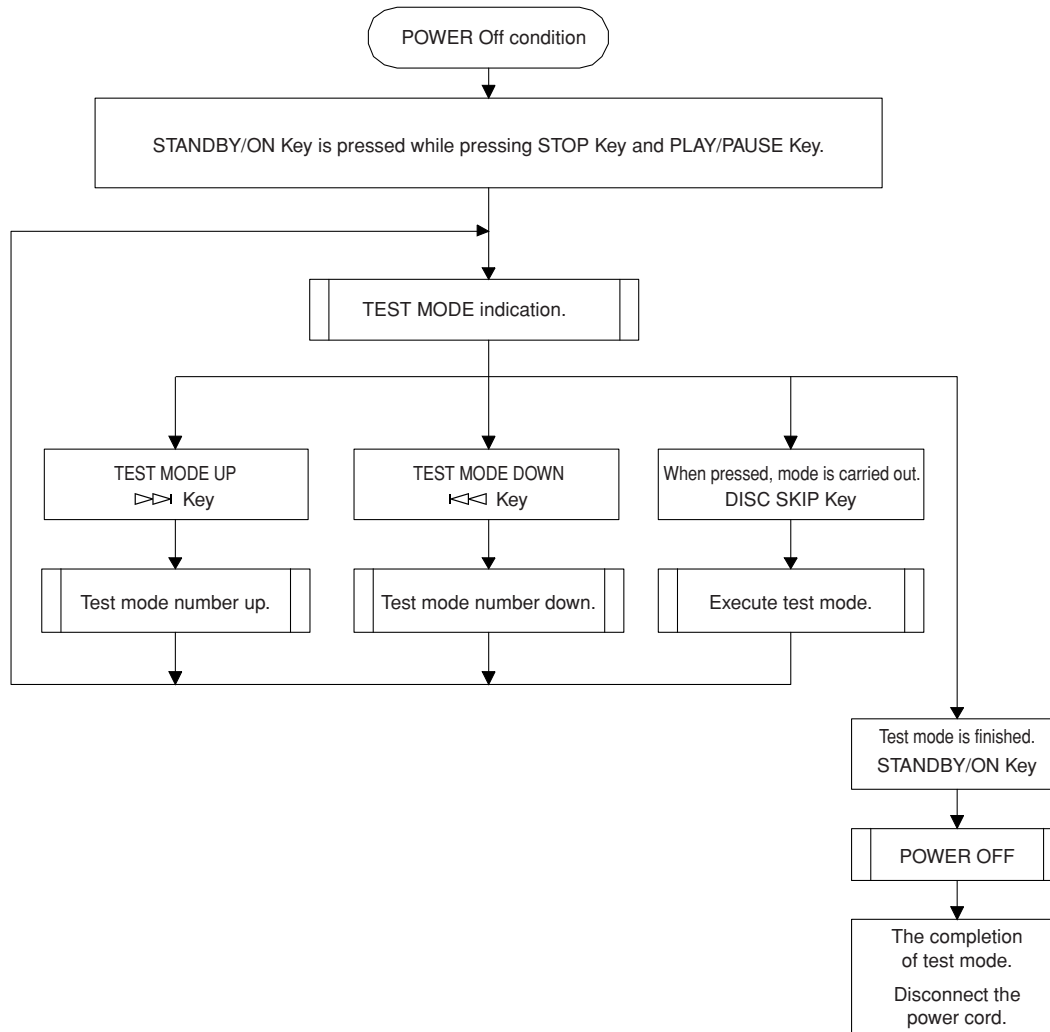 POWER Off condition
STANDBY/ON Key is pressed while pressing STOP Key and PLAY/PAUSE Key.
TEST MODE indication.
TEST MODE UP
Key
TEST MODE DOWN
Key
When pressed, mode is carried out.
DISC SKIP Key
Test mode number up.
Test mode number down.
Execute test mode.
Test mode is finished.
STANDBY/ON Key
POWER OFF
The completion
of test mode.
Disconnect the
power cord.